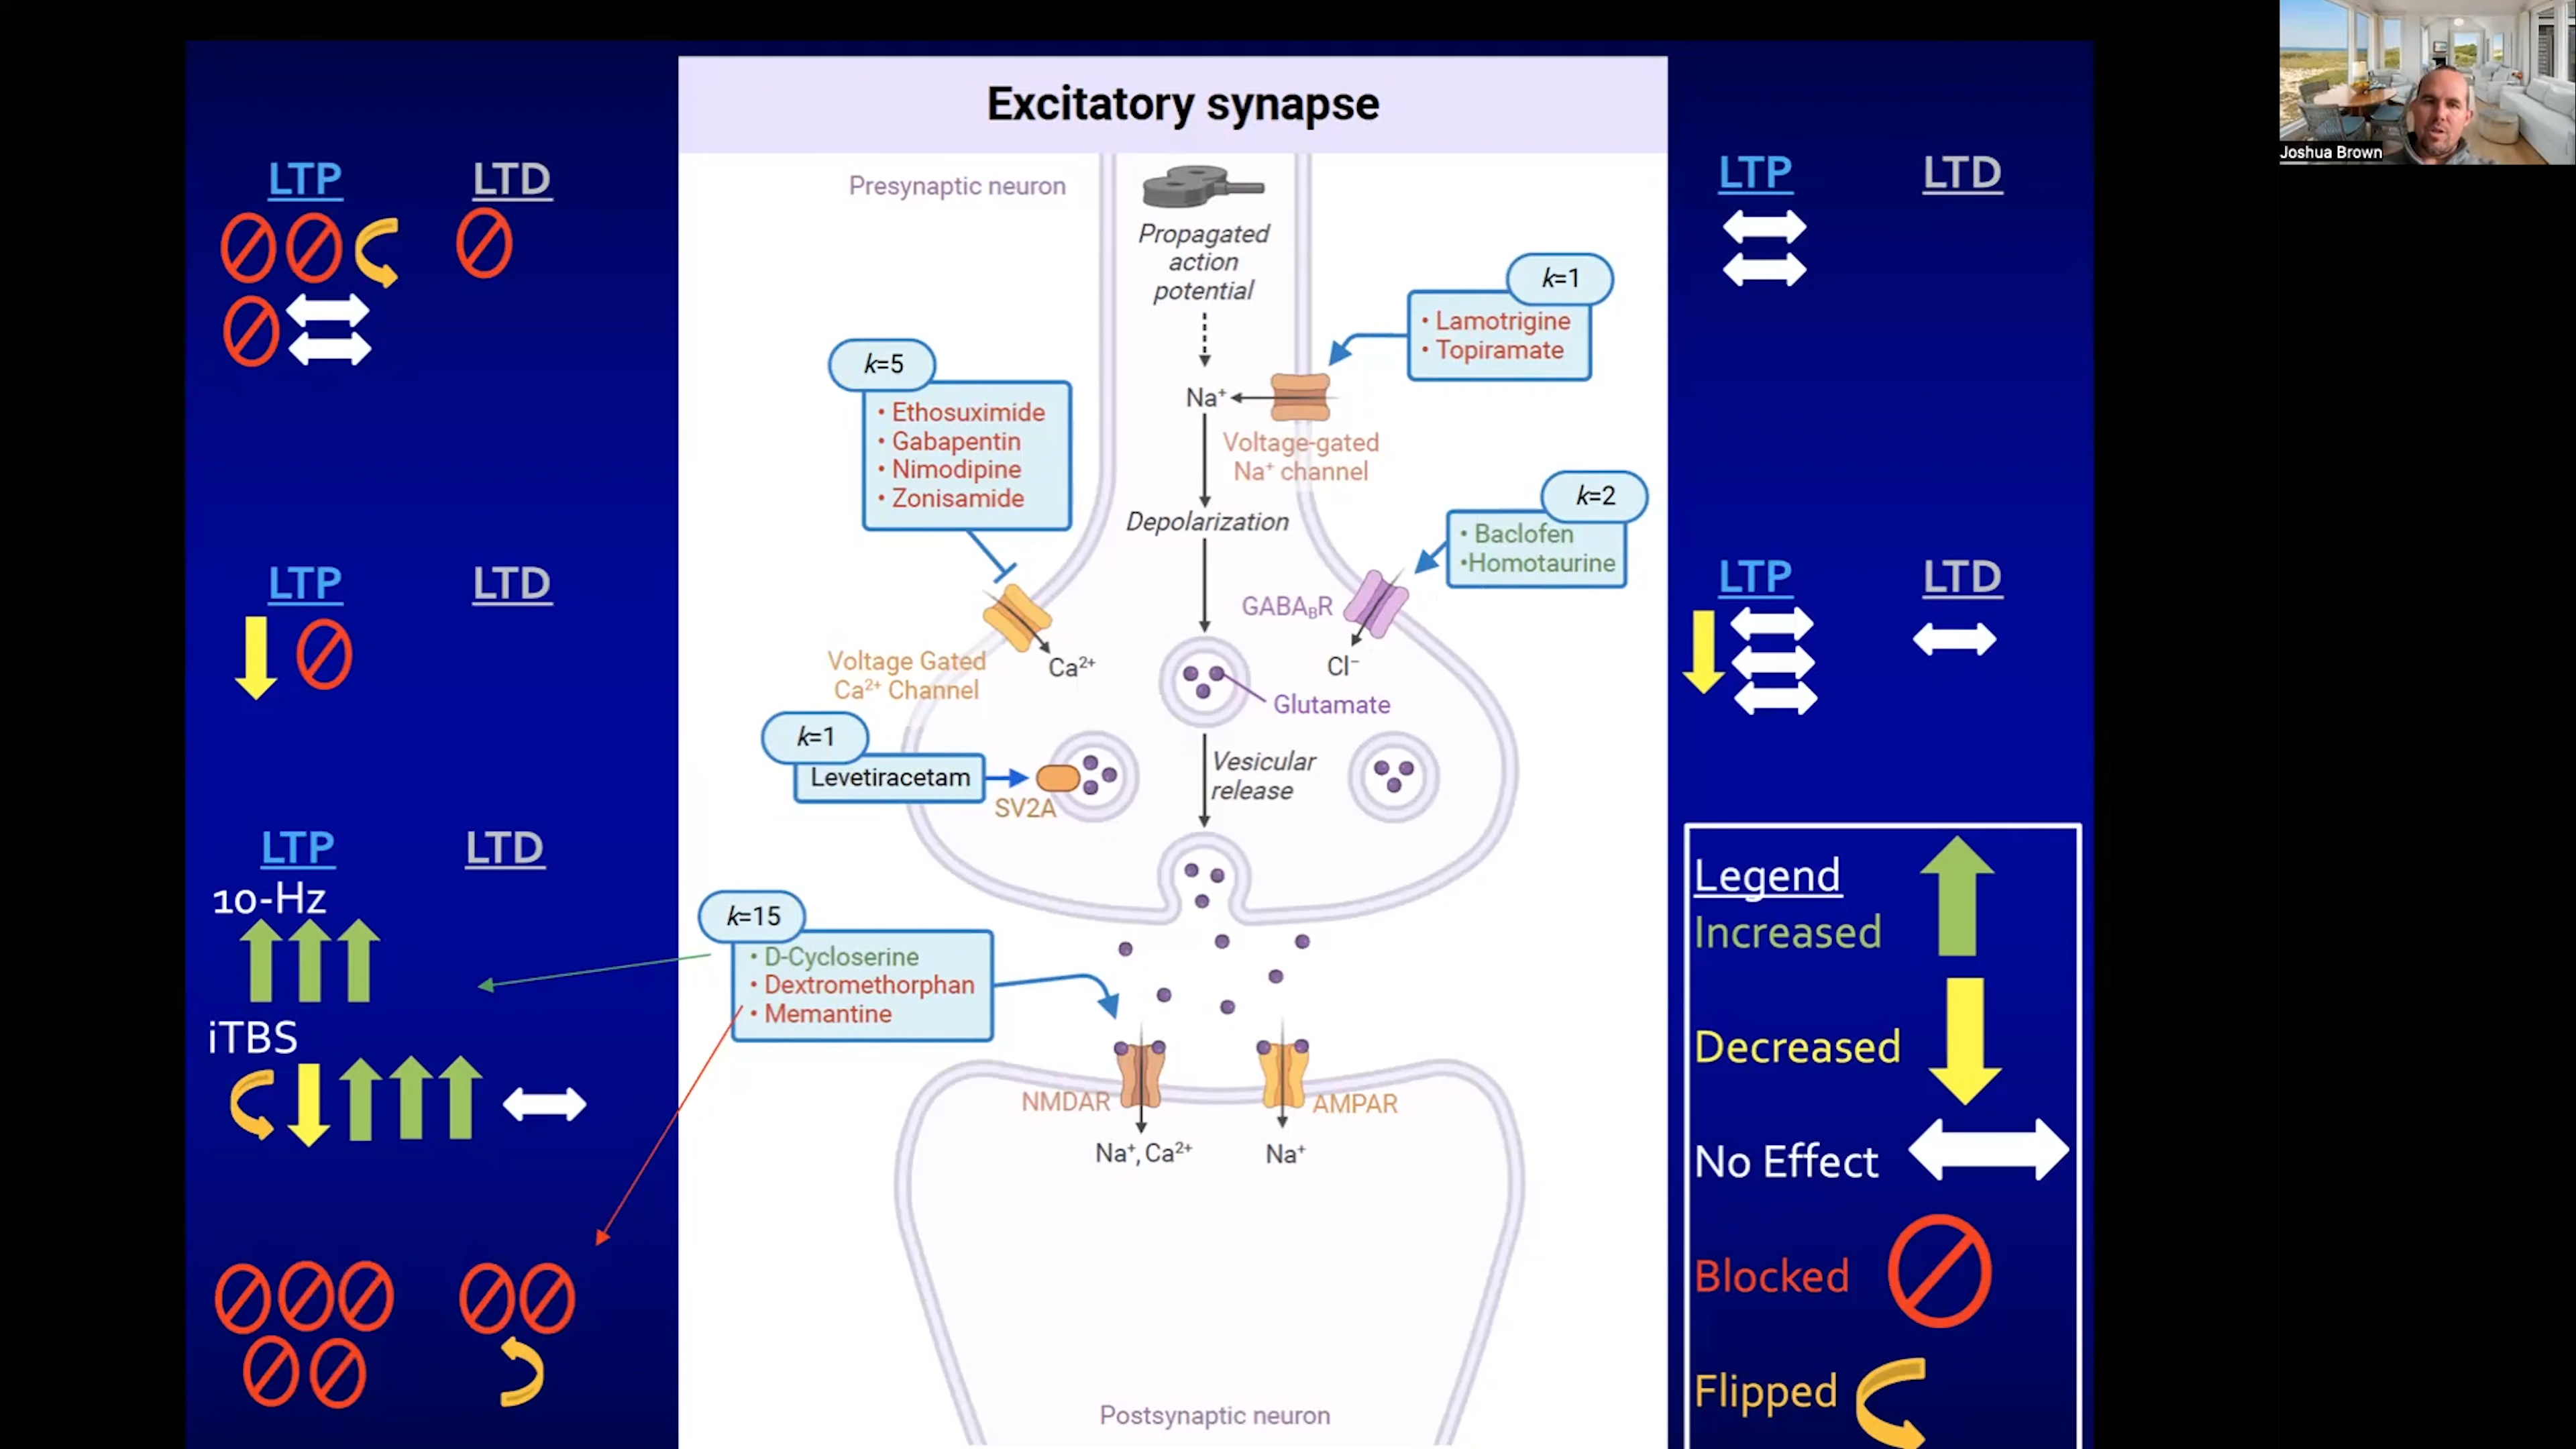 Excitatory synapse
Joshua Brown
LTP
LTD
LTP
LTD
10-Hz
iTBS
LTP
LTD
Presynaptic neuron
Propagated
action
potential
k=1
• Lamotrigine
• Topiramate
k=5
• Ethosuximide
• Gabapentin
• Nimodipine
• Zonisamide
Na⁺
Voltage-gated
Na⁺ channel
k=2
• Baclofen
•Homotaurine
Depolarization
GABA_BR
Cl⁻
Voltage Gated
Ca²⁺ Channel
Ca²⁺
Glutamate
k=1
Levetiracetam
SV2A
Vesicular
release
k=15
• D-Cycloserine
• Dextromethorphan
• Memantine
NMDAR
AMPAR
Na⁺, Ca²⁺
Na⁺
Postsynaptic neuron
LTP
LTD
LTP
LTD
Legend
Increased
Decreased
No Effect
Blocked
Flipped